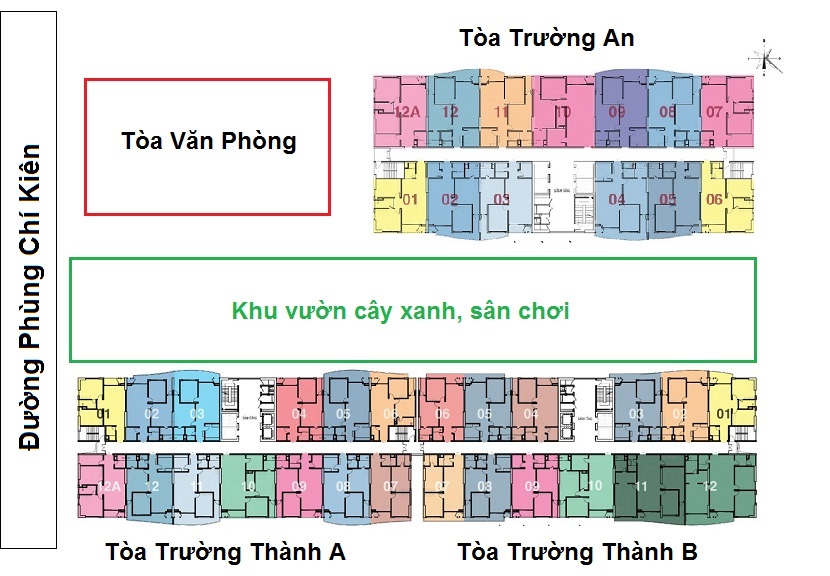 Tòa Trường An
K
12A 12 11 10 09 08 07
Tòa Văn Phòng
01 02 03 04 05 06
Đường Phùng Chí Kiên
Khu vườn cây xanh, sân chơi
01 02 03 04 05 06 06 05 04 03 02 01
12A 12 11 10 09 08 07 07 08 09 10 11 12
Tòa Trường Thành A
Tòa Trường Thành B